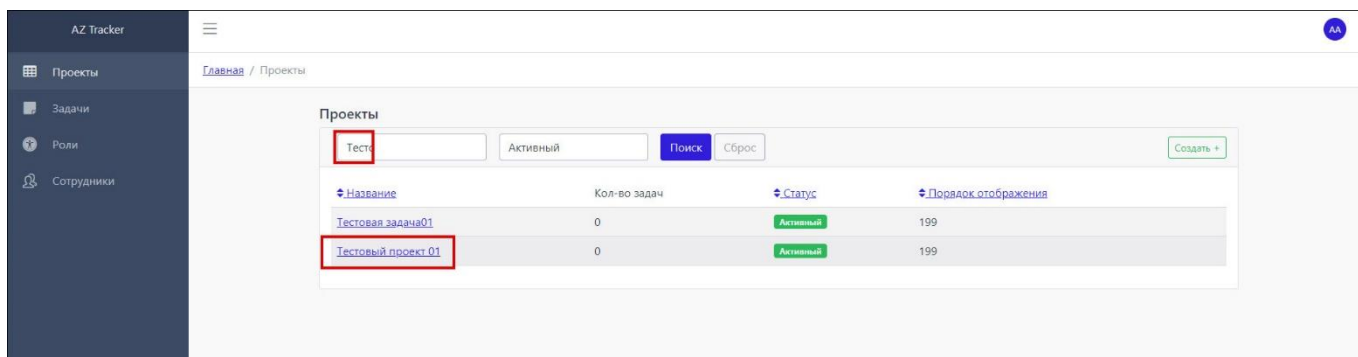 AZ Tracker
AA
Проекты
Главная / Проекты
Задачи
Роли
Сотрудники
Проекты
Тесто Активный Поиск Сброс Создать +
Название Кол-во задач Статус Порядок отображения
Тестовая задача01 0 Активный 199
Тестовый проект 01 0 Активный 199